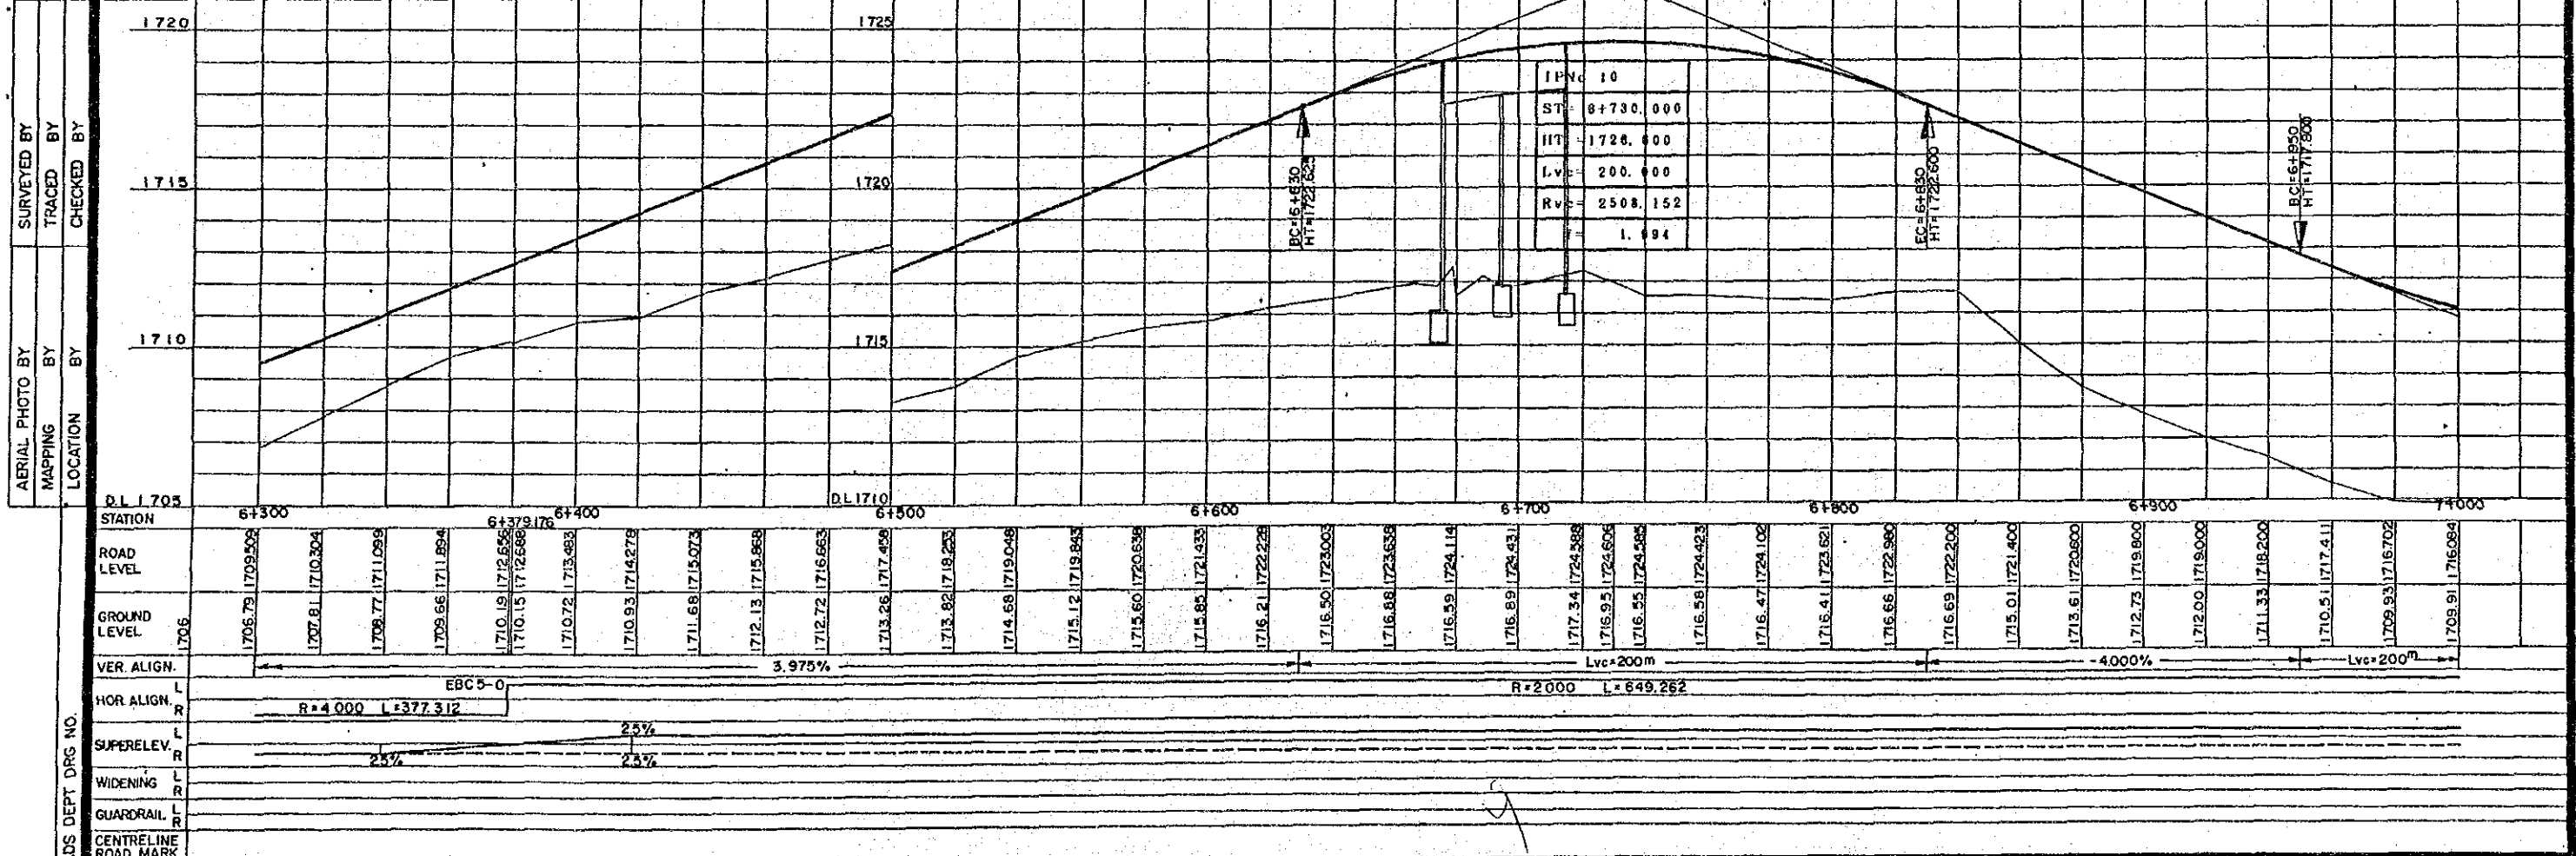 SURVEYED BY
TRACED BY
CHECKED BY
AERIAL PHOTO BY
MAPPING BY
LOCATION BY
1720
1715
1710
D.L 1705
1725
1720
1715
D.L 1710
BC=6+630
HT=1722.625
IPNo 10
ST= 6+730.000
HT= 1726.600
Lvc= 200.000
Rvc= 2508.152
1.994
EC=6+830
HT=1722.600
BC=6+950
HT=1717.800
STATION 6+300 6+379.176 6+400 6+500 6+600 6+700 6+800 6+900 7+000
ROAD LEVEL 1709.509 1710.304 1711.099 1711.894 1712.656 1712.688 1713.483 1714.278 1715.073 1715.868 1716.663 1717.458 1718.253 1719.048 1719.843 1720.638 1721.433 1722.228 1723.003 1723.638 1724.114 1724.431 1724.588 1724.606 1724.585 1724.423 1724.102 1723.621 1722.980 1722.200 1721.400 1720.600 1719.800 1719.000 1718.200 1717.411 1716.702 1716.084
GROUND LEVEL 1706 1706.79 1707.81 1708.77 1709.66 1710.19 1710.15 1710.72 1710.93 1711.68 1712.13 1712.72 1713.26 1713.82 1714.68 1715.12 1715.60 1715.85 1716.21 1716.50 1716.88 1716.59 1716.89 1717.34 1716.95 1716.55 1716.58 1716.47 1716.41 1716.66 1716.69 1715.01 1713.61 1712.73 1712.00 1711.33 1710.51 1709.93 1709.91
VER. ALIGN. 3.975% Lvc=200m -4.000% Lvc=200m
HOR. ALIGN. L R EBC 5-0 R=2000 L=649.262
R=4000 L=377.312
SUPERELEV. L R 2.5%
2.5% 2.5%
WIDENING L R
GUARDRAIL L R
CENTRELINE
ROAD MARK
DS DEPT DRG NO.